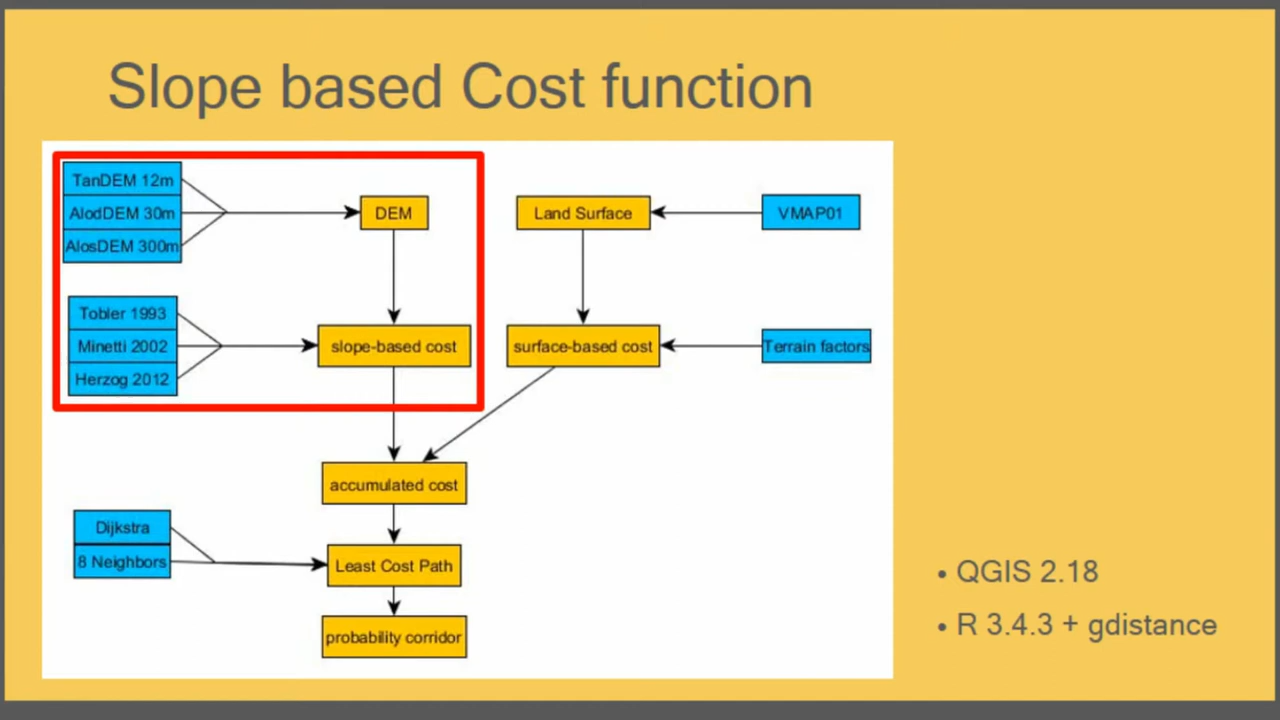 Slope based Cost function
TanDEM 12m
AlodDEM 30m
AlosDEM 300m
DEM
Land Surface
VMAP01
Tobler 1993
Minetti 2002
Herzog 2012
slope-based cost
surface-based cost
Terrain factors
accumulated cost
Dijkstra
8 Neighbors
Least Cost Path
probability corridor
• QGIS 2.18
• R 3.4.3 + gdistance